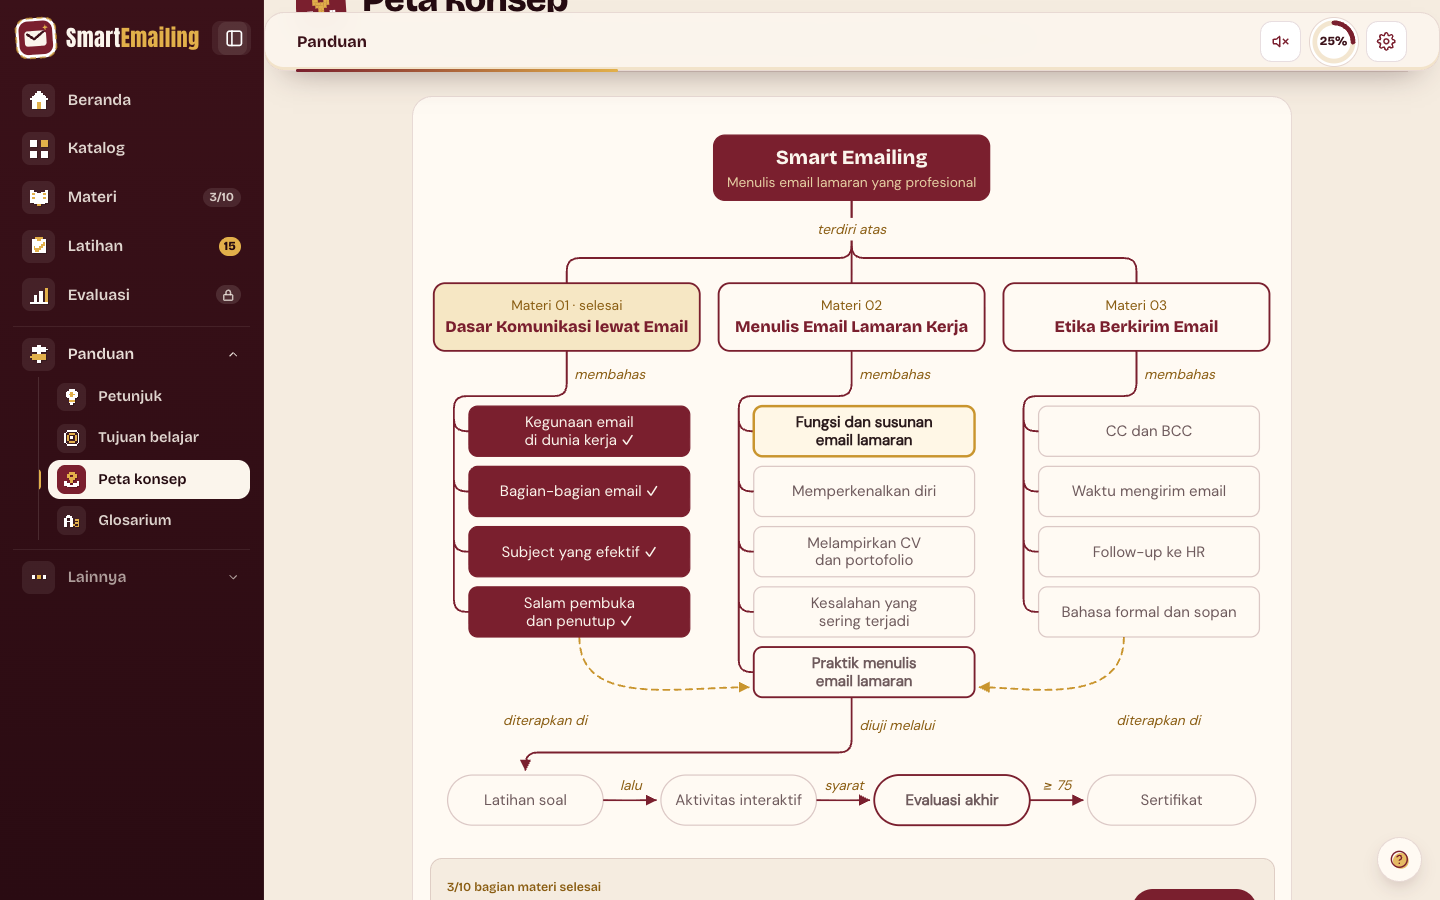 SmartEmailing
Beranda
Katalog
Materi 3/10
Latihan 15
Evaluasi
Panduan
Petunjuk
Tujuan belajar
Peta konsep
Glosarium
Lainnya
Peta konsep
Panduan
25%
Smart Emailing
Menulis email lamaran yang profesional
terdiri atas
Materi 01 · selesai
Dasar Komunikasi lewat Email
Materi 02
Menulis Email Lamaran Kerja
Materi 03
Etika Berkirim Email
membahas
membahas
membahas
Kegunaan email
di dunia kerja ✓
Bagian-bagian email ✓
Subject yang efektif ✓
Salam pembuka
dan penutup ✓
Fungsi dan susunan
email lamaran
Memperkenalkan diri
Melampirkan CV
dan portofolio
Kesalahan yang
sering terjadi
Praktik menulis
email lamaran
CC dan BCC
Waktu mengirim email
Follow-up ke HR
Bahasa formal dan sopan
diterapkan di
diuji melalui
diterapkan di
Latihan soal
lalu
Aktivitas interaktif
syarat
Evaluasi akhir
≥ 75
Sertifikat
3/10 bagian materi selesai
?